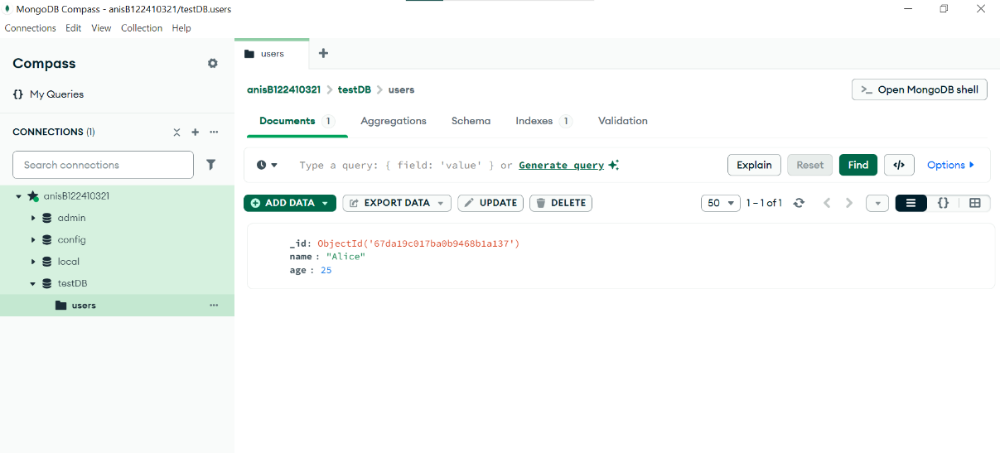 MongoDB Compass - anisB122410321/testDB.users
Connections Edit View Collection Help
Compass
{} My Queries
CONNECTIONS (1)
Search connections
anisB122410321
admin
config
local
testDB
users
users
anisB122410321 > testDB > users
>_ Open MongoDB shell
Documents 1 Aggregations Schema Indexes 1 Validation
Type a query: { field: 'value' } or Generate query
Explain Reset Find </> Options
ADD DATA EXPORT DATA UPDATE DELETE
50 1 – 1 of 1 {}
_id: ObjectId('67da19c017ba0b9468b1a137')
name : "Alice"
age : 25